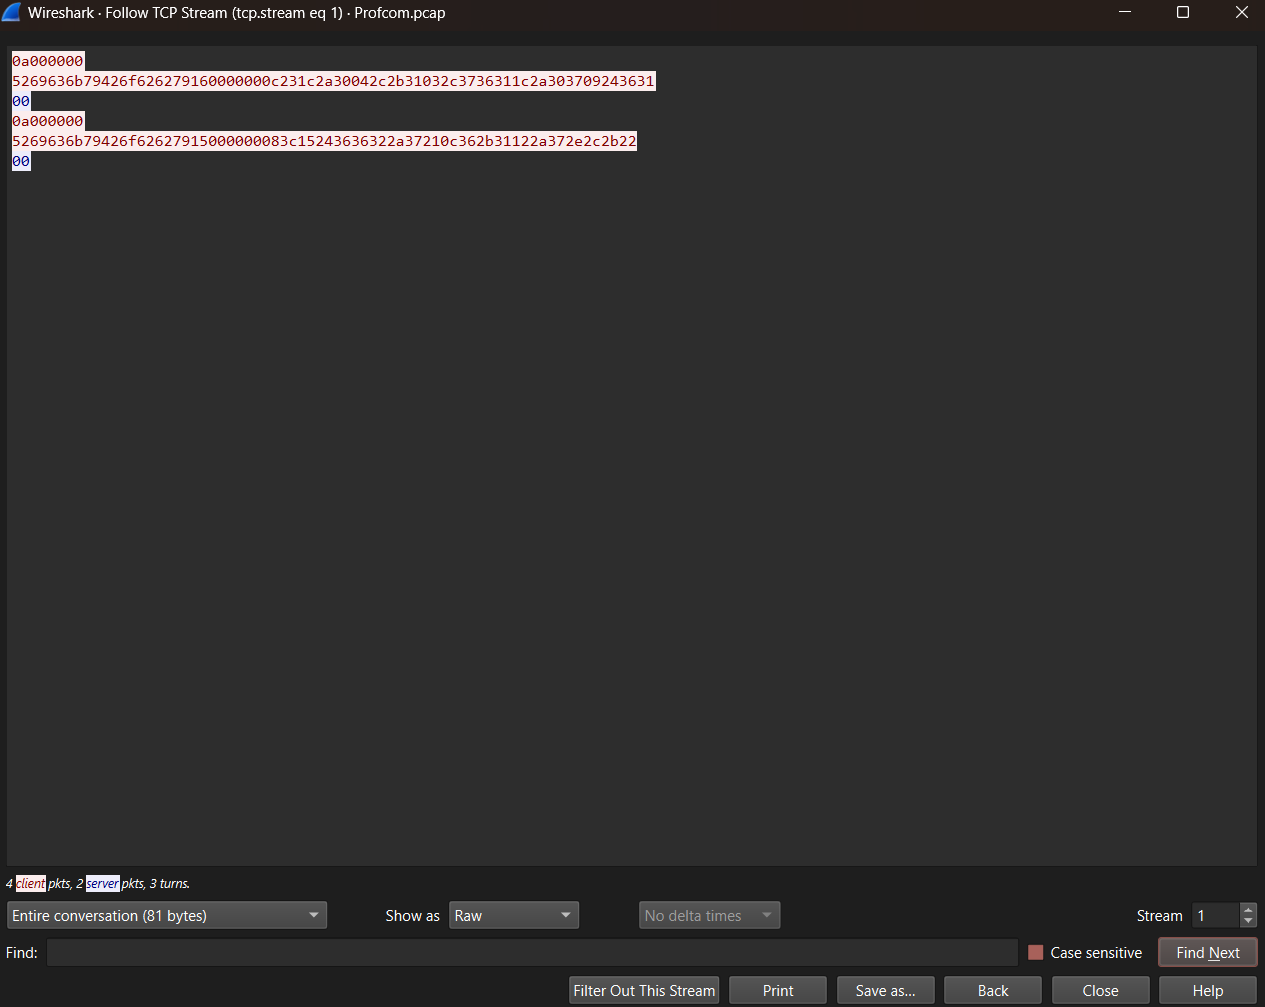 Wireshark · Follow TCP Stream (tcp.stream eq 1) · Profcom.pcap
0a000000
5269636b79426f626279160000000c231c2a30042c2b31032c3736311c2a303709243631
00
0a000000
5269636b79426f62627915000000083c15243636322a37210c362b31122a372e2c2b22
00
4 client pkts, 2 server pkts, 3 turns.
Entire conversation (81 bytes) Show as Raw No delta times Stream 1
Find: Case sensitive Find Next
Filter Out This Stream Print Save as... Back Close Help